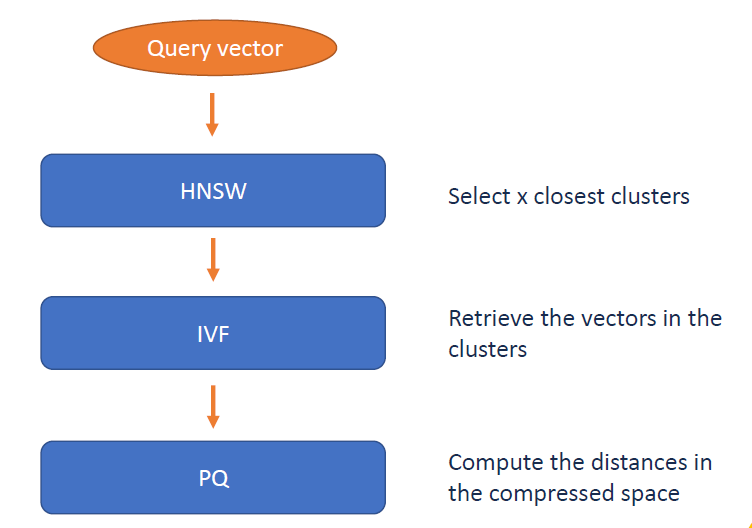 Query vector
HNSW
Select x closest clusters
IVF
Retrieve the vectors in the
clusters
PQ
Compute the distances in
the compressed space